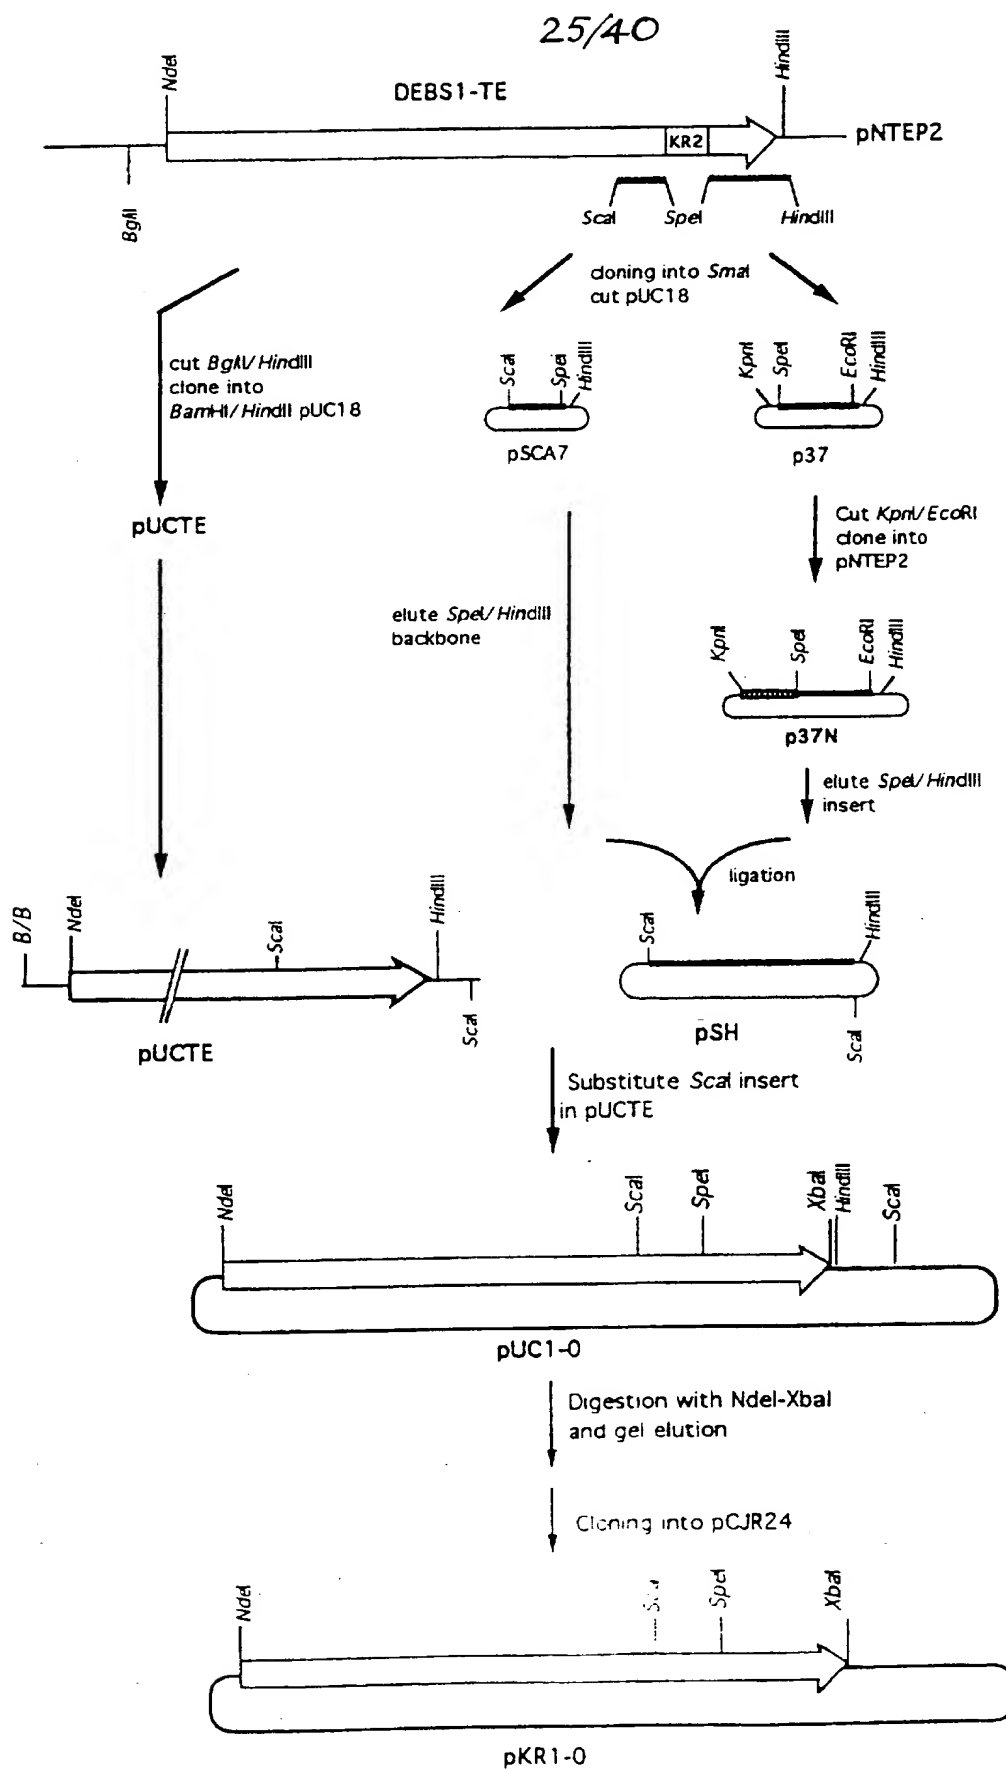 25/40
NdeI
HindIII
DEBS1-TE
KR2
pNTEP2
BglII
ScaI
SpeI
HindIII
cloning into SmaI
cut pUC18
cut BglII/HindIII
clone into
BamHI/HindII pUC18
ScaI
SpeI
HindIII
pSCA7
KpnI
SpeI
EcoRI
HindIII
p37
pUCTE
Cut KpnI/EcoRI
clone into
pNTEP2
elute SpeI/HindIII
backbone
KpnI
SpeI
EcoRI
HindIII
p37N
elute SpeI/HindIII
insert
ligation
B/B
NdeI
ScaI
HindIII
ScaI
pUCTE
ScaI
HindIII
ScaI
pSH
Substitute ScaI insert
in pUCTE
NdeI
ScaI
SpeI
XbaI
HindIII
ScaI
pUC1-0
Digestion with NdeI-XbaI
and gel elution
Cloning into pCJR24
NdeI
ScaI
SpeI
XbaI
pKR1-0